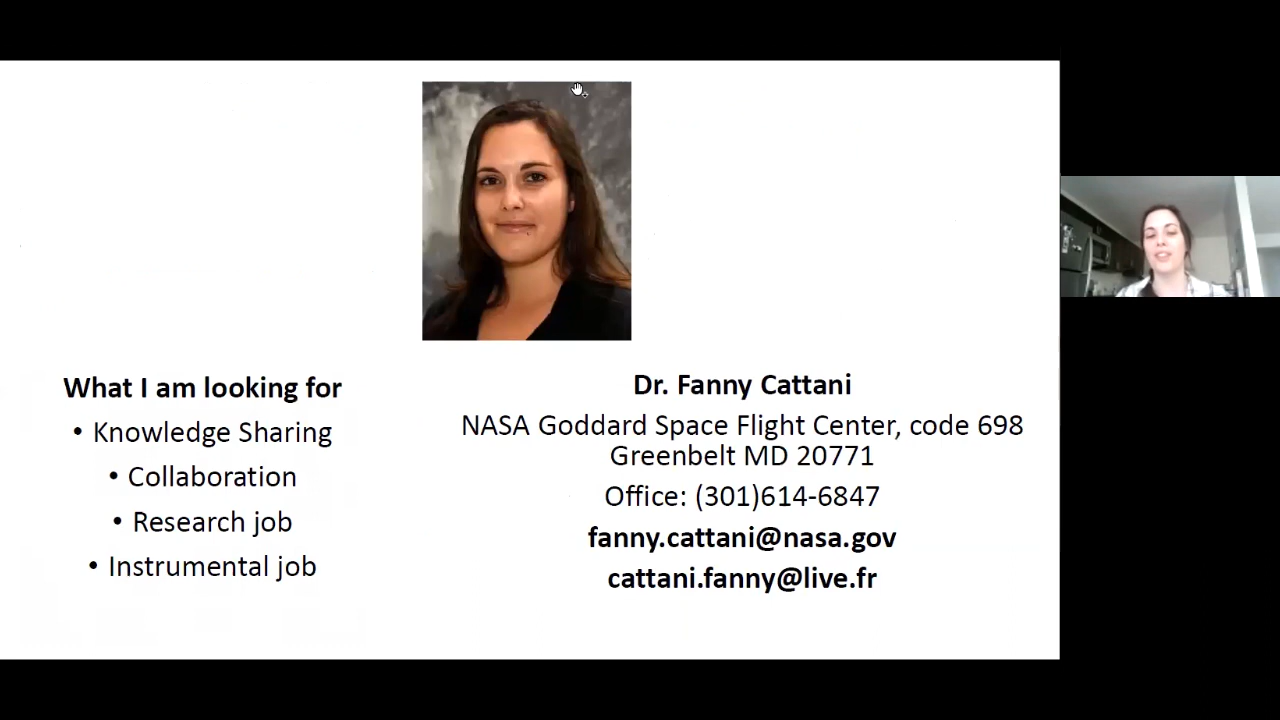 What I am looking for
• Knowledge Sharing
• Collaboration
• Research job
• Instrumental job
Dr. Fanny Cattani
NASA Goddard Space Flight Center, code 698
Greenbelt MD 20771
Office: (301)614-6847
fanny.cattani@nasa.gov
cattani.fanny@live.fr